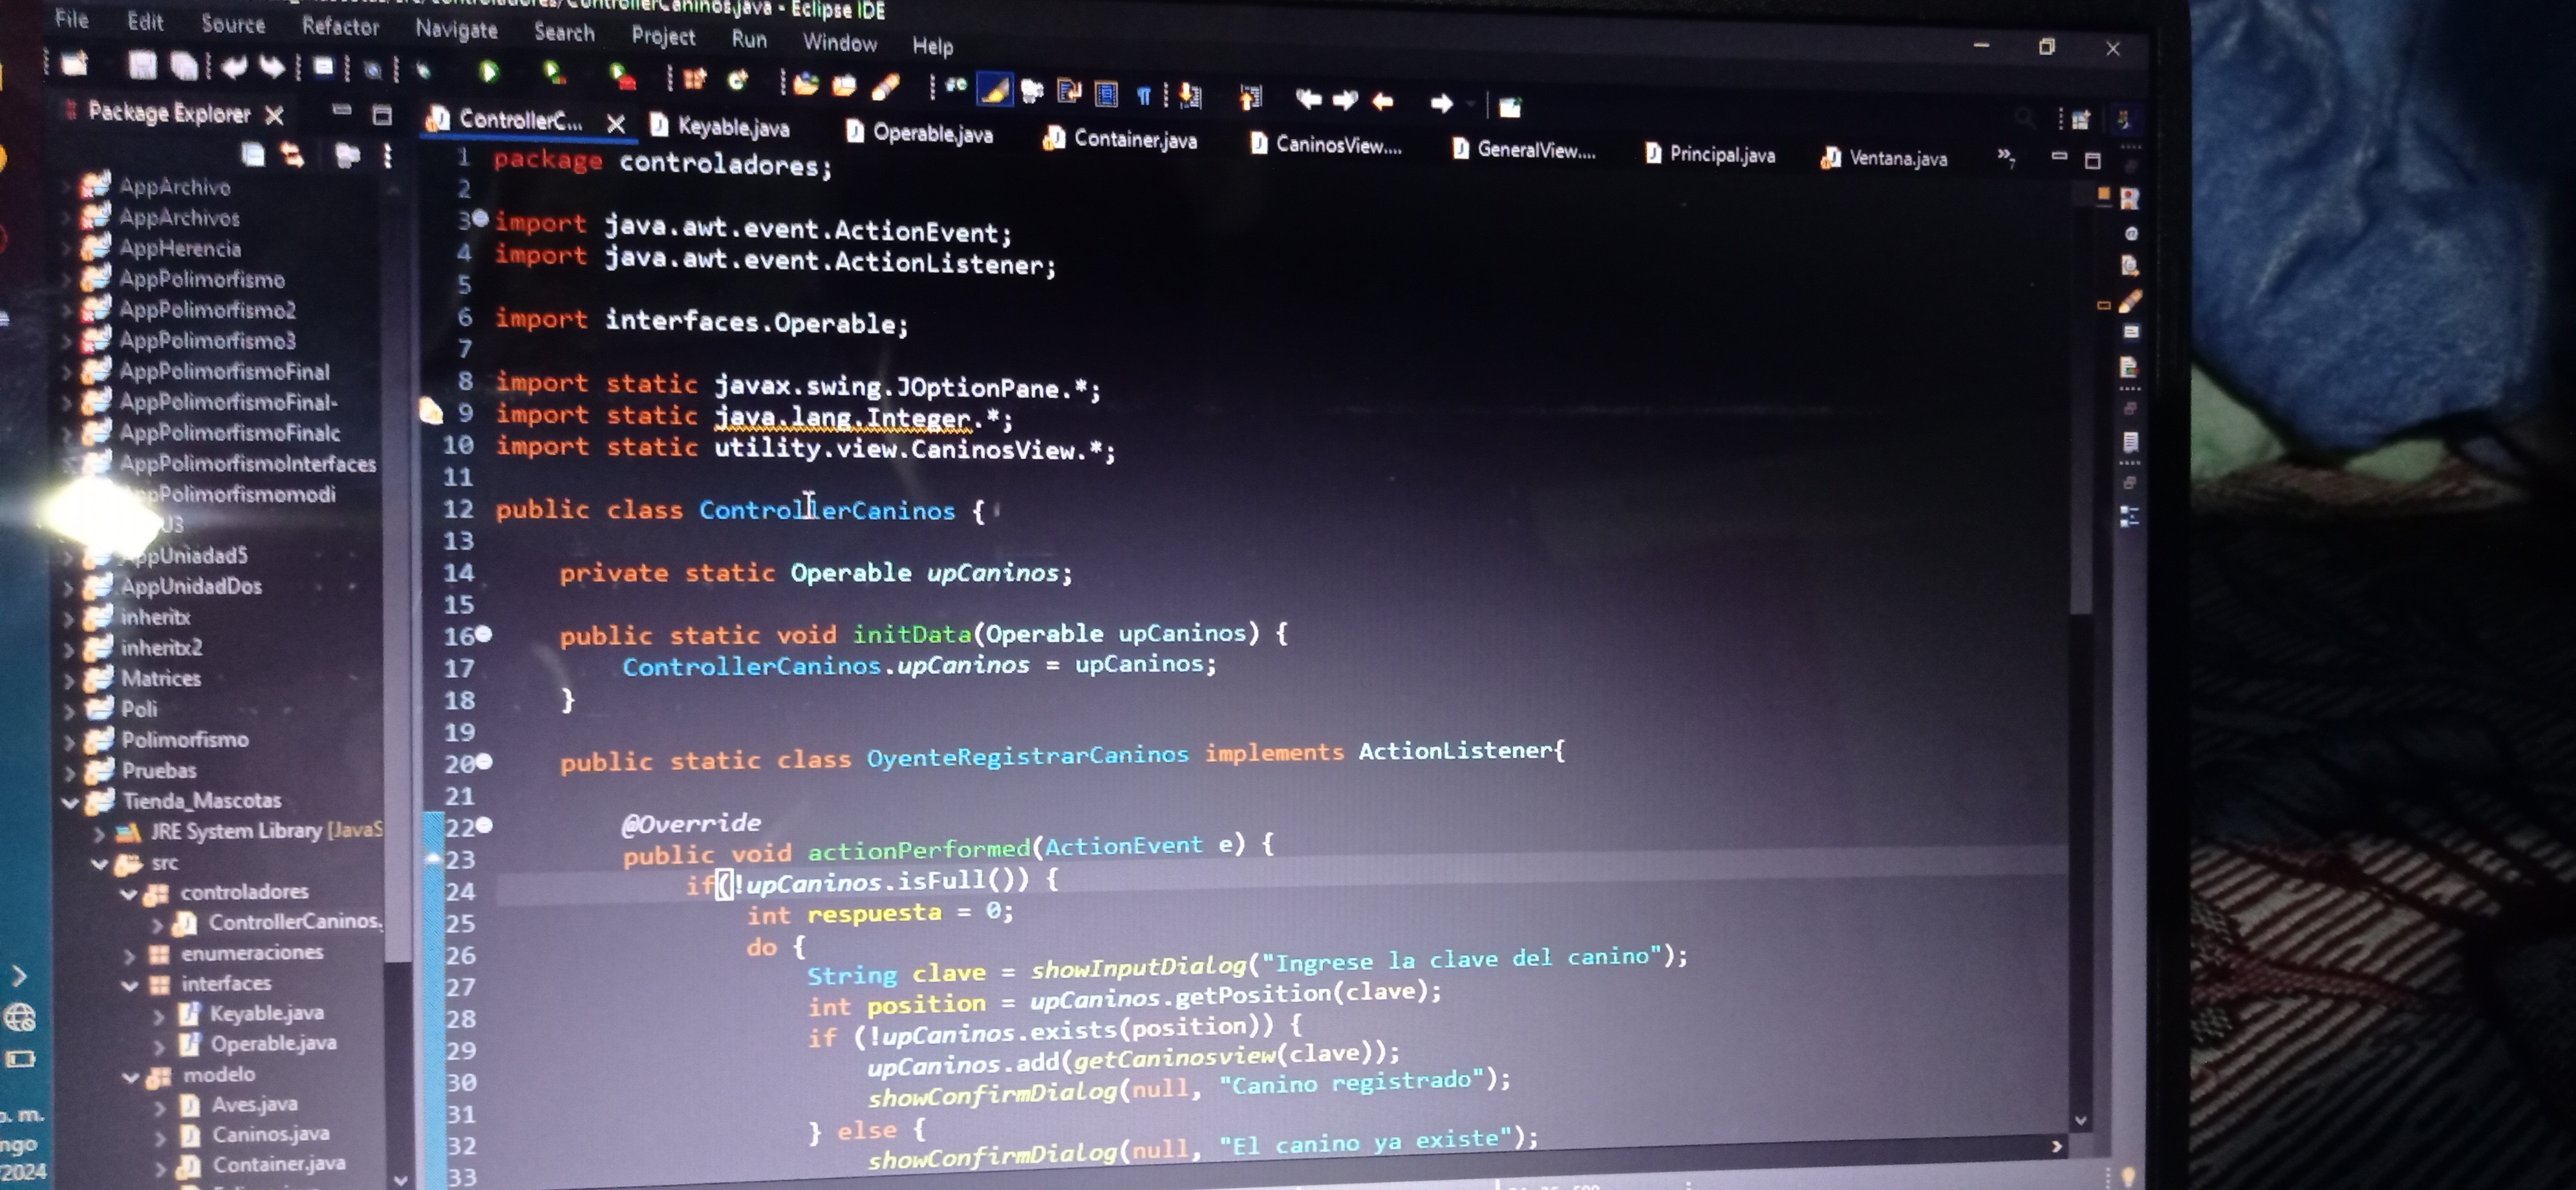 ControllerCaninos.java - Eclipse IDE
File Edit Source Refactor Navigate Search Project Run Window Help
Package Explorer
ControllerC... Keyable.java Operable.java Container.java CaninosView.... GeneralView.... Principal.java Ventana.java »7
AppArchivo
AppArchivos
AppHerencia
AppPolimorfismo
AppPolimorfismo2
AppPolimorfismo3
AppPolimorfismoFinal
AppPolimorfismoFinal-
AppPolimorfismoFinalc
AppPolimorfismoInterfaces
ppPolimorfismomodi
U3
AppUniadad5
AppUnidadDos
inheritx
inheritx2
Matrices
Poli
Polimorfismo
Pruebas
Tienda_Mascotas
JRE System Library [JavaS
src
controladores
ControllerCaninos.
enumeraciones
interfaces
Keyable.java
Operable.java
modelo
Aves.java
Caninos.java
Container.java
1 package controladores;
2
3 import java.awt.event.ActionEvent;
4 import java.awt.event.ActionListener;
5
6 import interfaces.Operable;
7
8 import static javax.swing.JOptionPane.*;
9 import static java.lang.Integer.*;
10 import static utility.view.CaninosView.*;
11
12 public class ControllerCaninos {
13
14 private static Operable upCaninos;
15
16 public static void initData(Operable upCaninos) {
17 ControllerCaninos.upCaninos = upCaninos;
18 }
19
20 public static class OyenteRegistrarCaninos implements ActionListener{
21
22 @Override
23 public void actionPerformed(ActionEvent e) {
24 if(!upCaninos.isFull()) {
25 int respuesta = 0;
26 do {
27 String clave = showInputDialog("Ingrese la clave del canino");
28 int position = upCaninos.getPosition(clave);
29 if (!upCaninos.exists(position)) {
30 upCaninos.add(getCaninosview(clave));
31 showConfirmDialog(null, "Canino registrado");
32 } else {
33 showConfirmDialog(null, "El canino ya existe");
p. m.
ngo
/2024